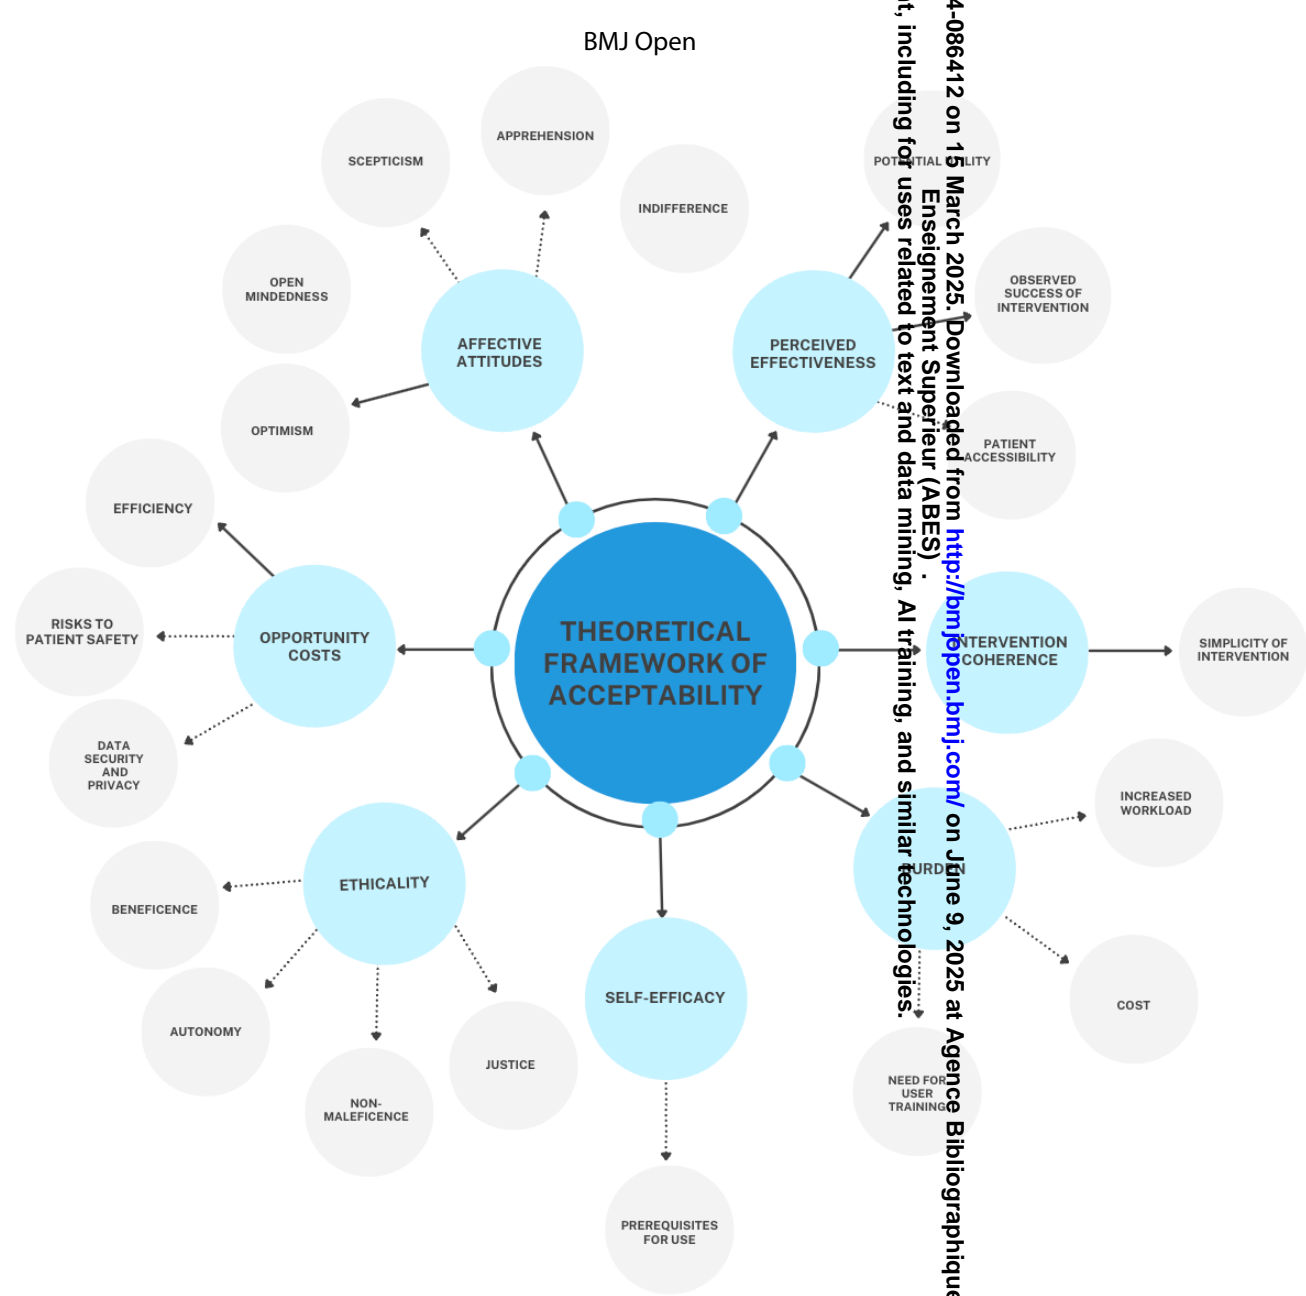 BMJ Open
APPREHENSION
SCEPTICISM
INDIFFERENCE
OPEN
MINDEDNESS
OPTIMISM
AFFECTIVE
ATTITUDES
POTENTIAL
OBSERVED
SUCCESS OF
INTERVENTION
PERCEIVED
EFFECTIVENESS
PATIENT
ACCESSIBILITY
EFFICIENCY
RISKS TO
PATIENT SAFETY
DATA
SECURITY
AND
PRIVACY
OPPORTUNITY
COSTS
THEORETICAL
FRAMEWORK OF
ACCEPTABILITY
INTERVENTION
COHERENCE
SIMPLICITY OF
INTERVENTION
INCREASED
WORKLOAD
BURDEN
COST
NEED FOR
USER
TRAINING
ETHICALITY
BENEFICENCE
AUTONOMY
NON-
MALEFICENCE
JUSTICE
SELF-EFFICACY
PREREQUISITES
FOR USE
4-086412 on 15 March 2025. Downloaded from http://bmjopen.bmj.com/ on June 9, 2025 at Agence Bibliographique
Enseignement Superieur (ABES) .
including for uses related to text and data mining, AI training, and similar technologies.